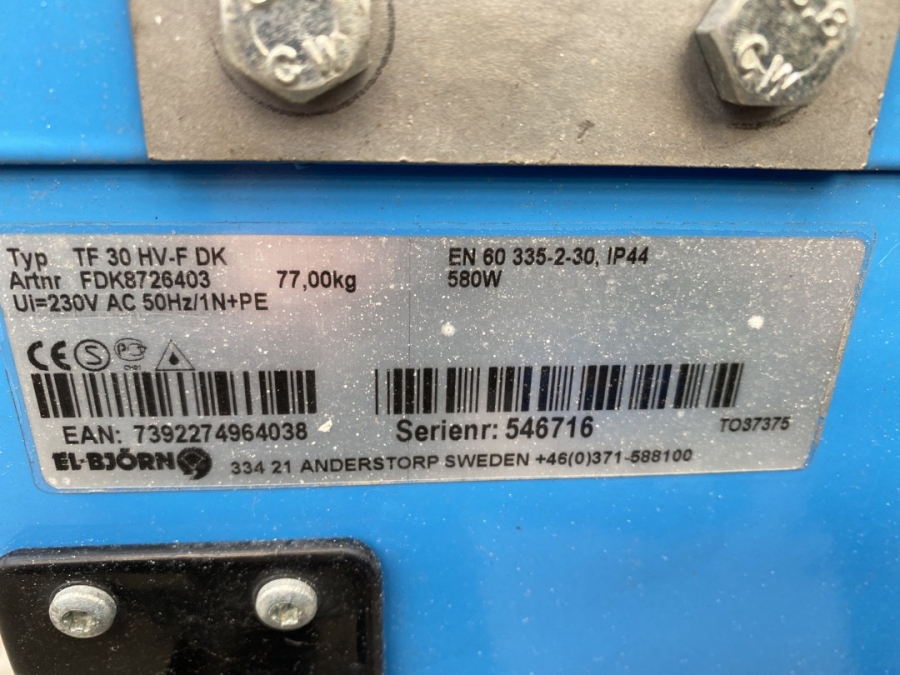 G W
G W
Typ TF 30 HV-F DK
Artnr FDK8726403 77,00kg
Ui=230V AC 50Hz/1N+PE
EN 60 335-2-30, IP44
580W
CE S
EAN: 7392274964038
Serienr: 546716
TO37375
EL-BJÖRN
334 21 ANDERSTORP SWEDEN +46(0)371-588100